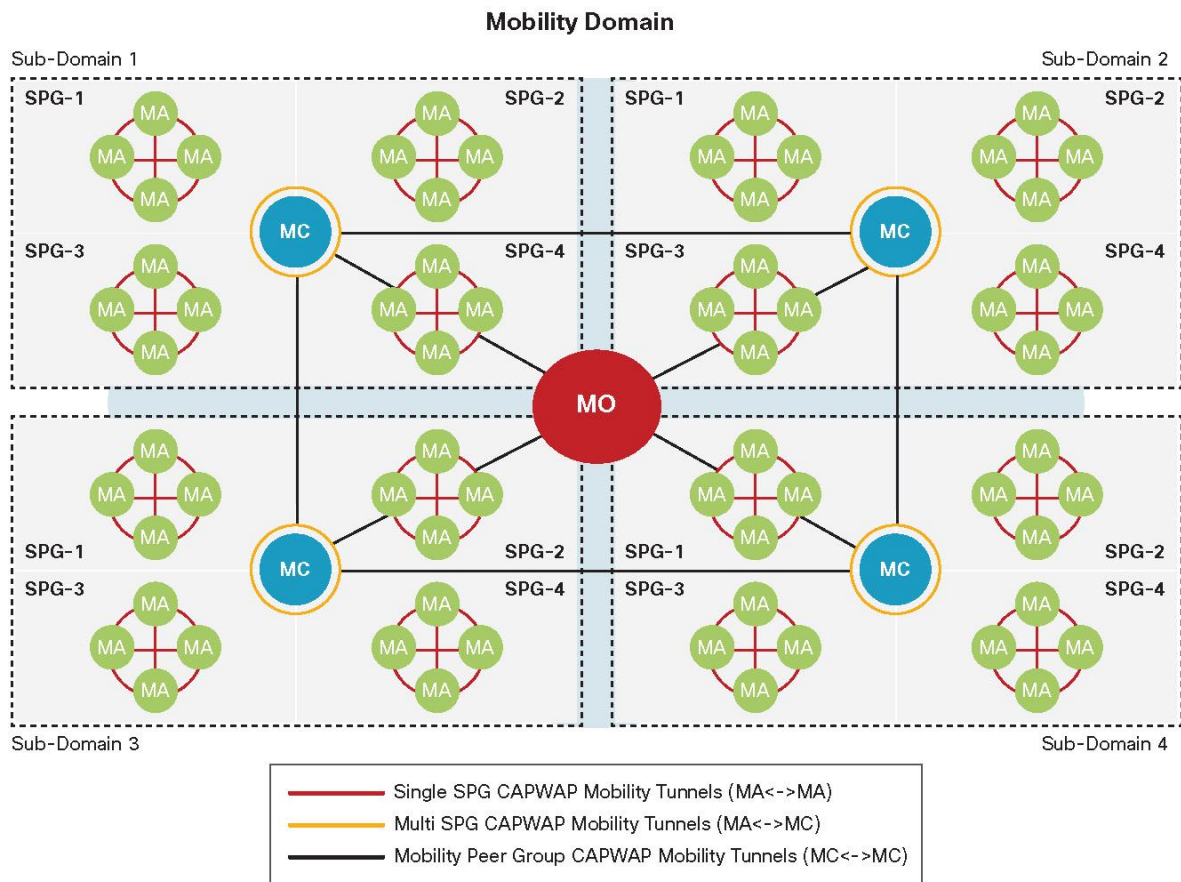 Mobility Domain
Sub-Domain 1
Sub-Domain 2
SPG-1
SPG-2
SPG-1
SPG-2
MA
MA
MA
MA
MA MA
MA MA
MA MA
MA MA
MA
MA
MA
MA
MC
MC
SPG-3
SPG-4
SPG-3
SPG-4
MA
MA
MA
MA
MA MA
MA MA
MA MA
MA MA
MA
MA
MA
MA
MO
MA
MA
MA
MA
MA MA
MA MA
MA MA
MA MA
MA
MA
MA
MA
SPG-1
SPG-2
SPG-1
SPG-2
MC
MC
SPG-3
SPG-4
SPG-3
SPG-4
MA
MA
MA
MA
MA MA
MA MA
MA MA
MA MA
MA
MA
MA
MA
Sub-Domain 3
Sub-Domain 4
Single SPG CAPWAP Mobility Tunnels (MA<->MA)
Multi SPG CAPWAP Mobility Tunnels (MA<->MC)
Mobility Peer Group CAPWAP Mobility Tunnels (MC<->MC)